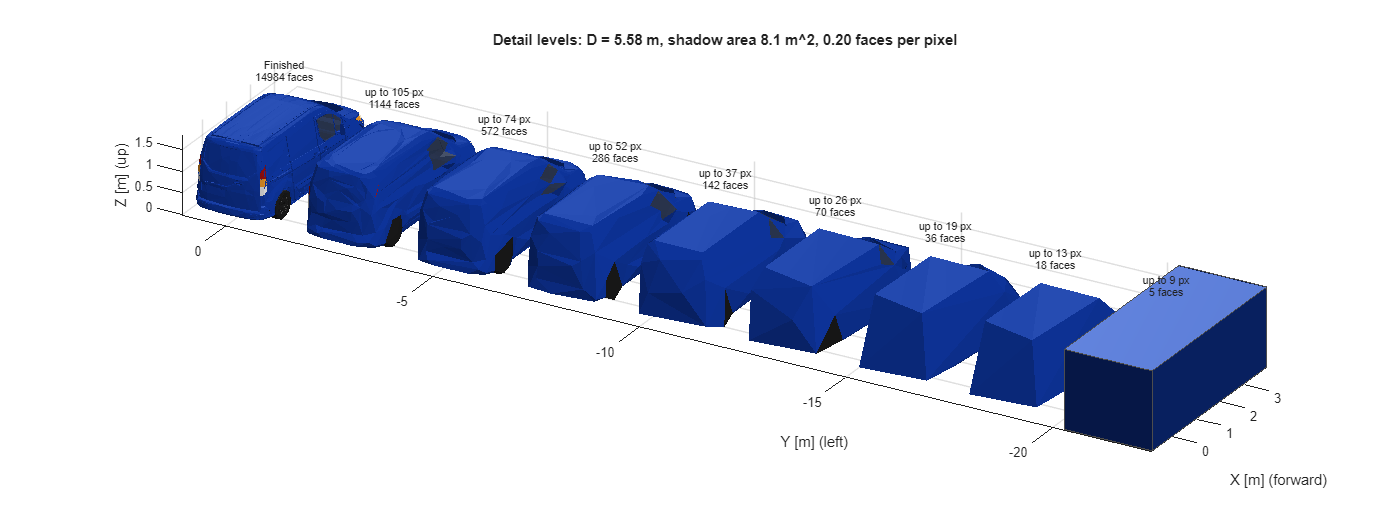 Detail levels: D = 5.58 m, shadow area 8.1 m^2, 0.20 faces per pixel
Finished
14984 faces
up to 105 px
1144 faces
up to 74 px
572 faces
up to 52 px
286 faces
up to 37 px
142 faces
up to 26 px
70 faces
up to 19 px
36 faces
up to 13 px
18 faces
up to 9 px
5 faces
Z [m] (up)
1.5
1
0.5
0
0
-5
-10
-15
-20
Y [m] (left)
0
1
2
3
X [m] (forward)